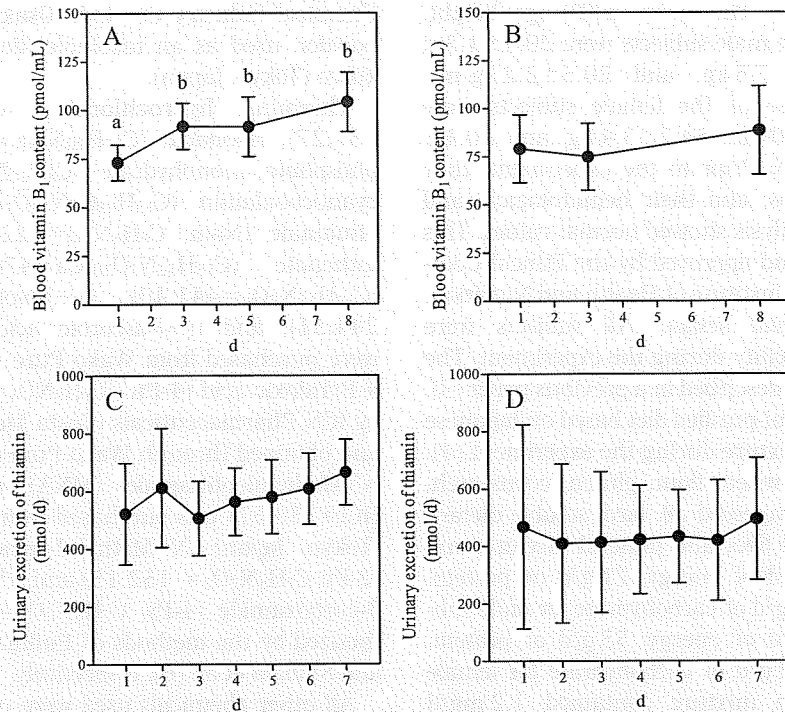 A
Blood vitamin B1 content (pmol/mL)
150
125
100
75
50
25
0
a
b
b
b
1 2 3 4 5 6 7 8
d
B
Blood vitamin B1 content (pmol/mL)
150
125
100
75
50
25
0
1 2 3 4 5 6 7 8
d
C
Urinary excretion of thiamin
(nmol/d)
1000
800
600
400
200
0
1 2 3 4 5 6 7
d
D
Urinary excretion of thiamin
(nmol/d)
1000
800
600
400
200
0
1 2 3 4 5 6 7
d